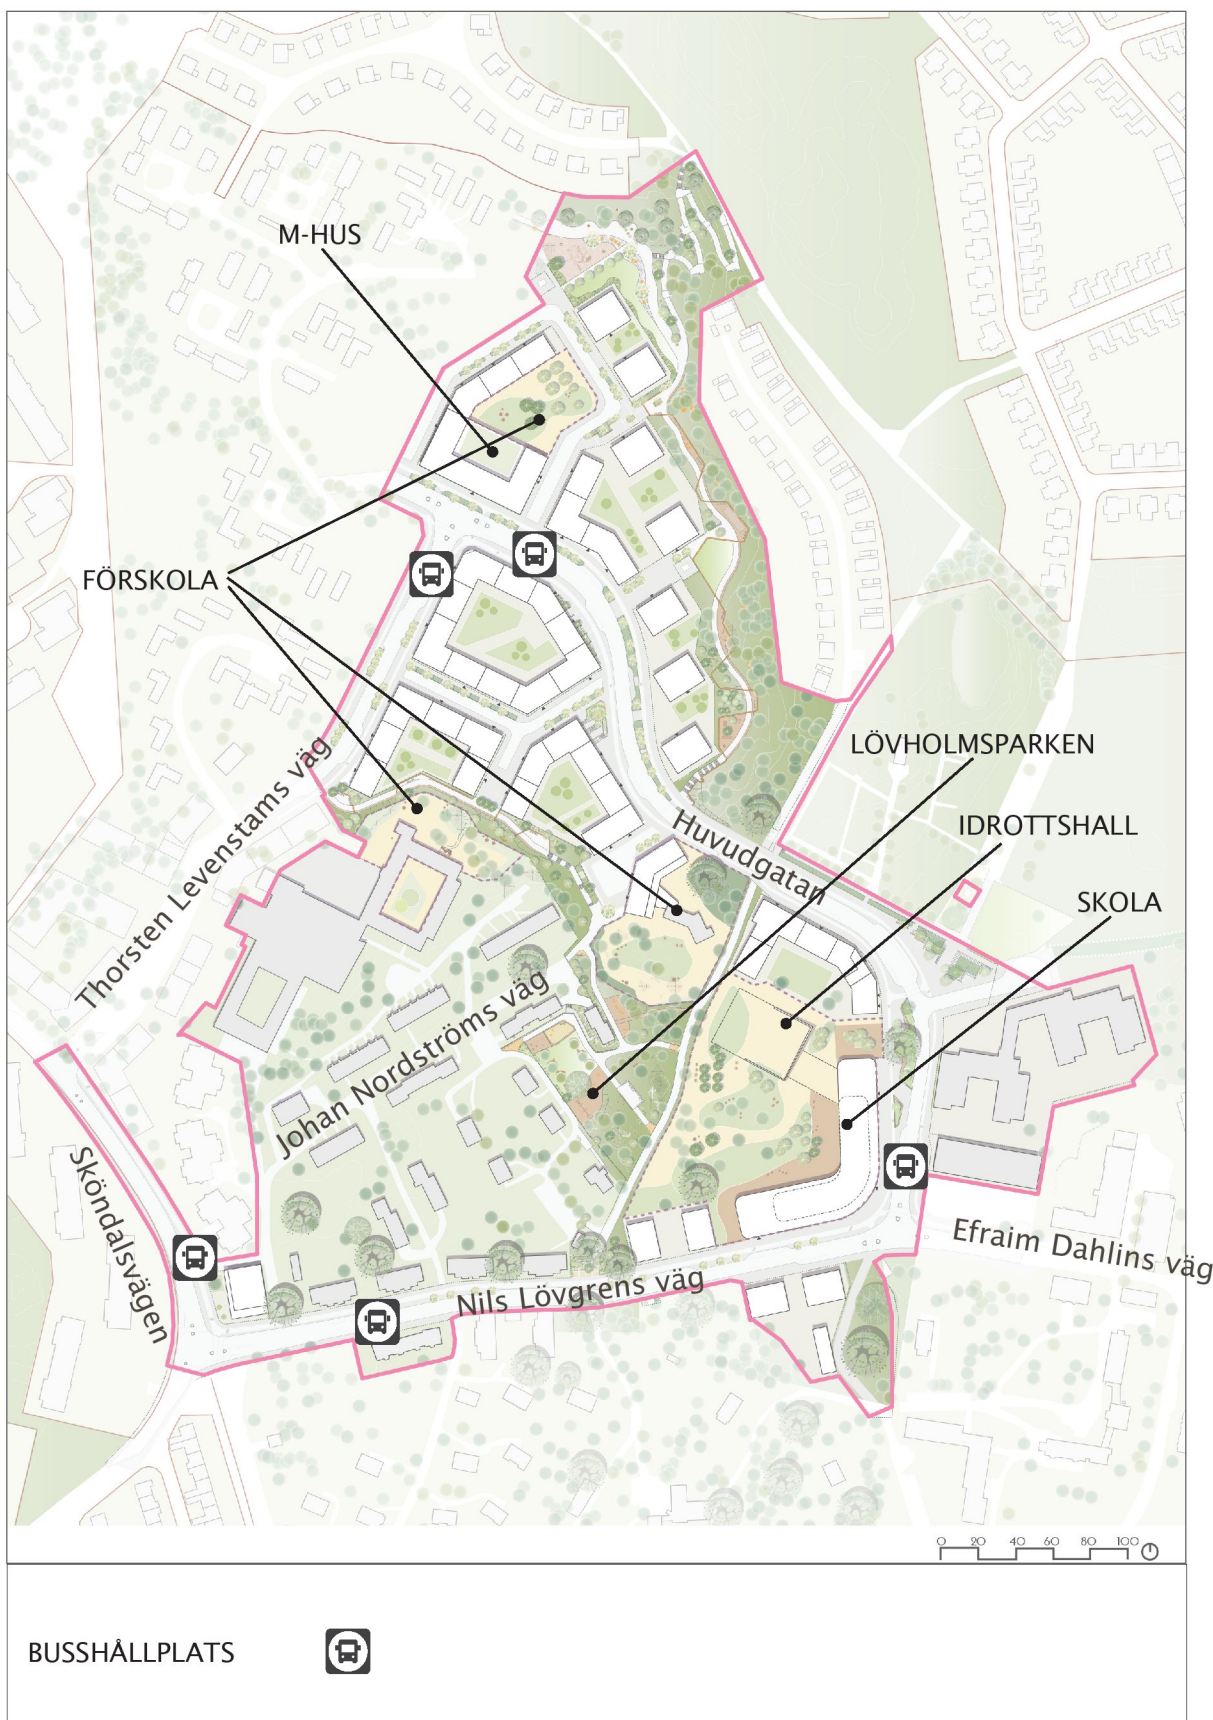 M-HUS
FÖRSKOLA
LÖVHOLMSPARKEN
IDROTTSHALL
SKOLA
Huvudgatan
Thorsten Levenstams väg
Johan Nordströms väg
Sköndalsvägen
Nils Lövgrens väg
Efraim Dahlins väg
0 20 40 60 80 100
BUSSHÅLLPLATS